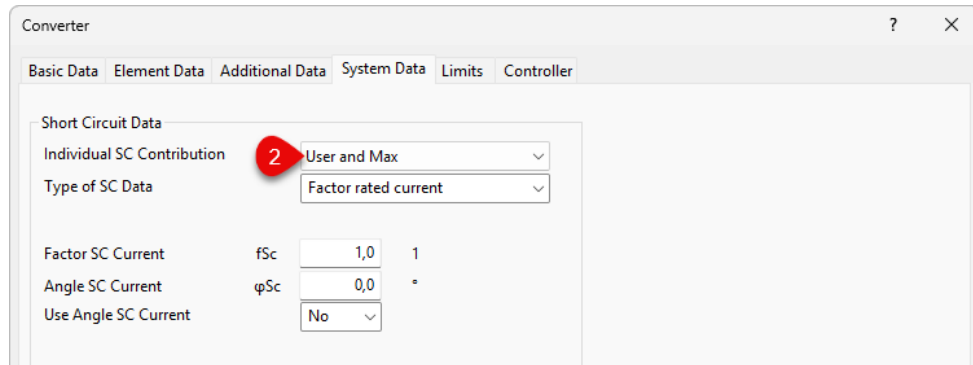 Converter ?
Basic Data Element Data Additional Data System Data Limits Controller
Short Circuit Data
Individual SC Contribution 2 User and Max
Type of SC Data Factor rated current
Factor SC Current fSc 1,0 1
Angle SC Current φSc 0,0 °
Use Angle SC Current No